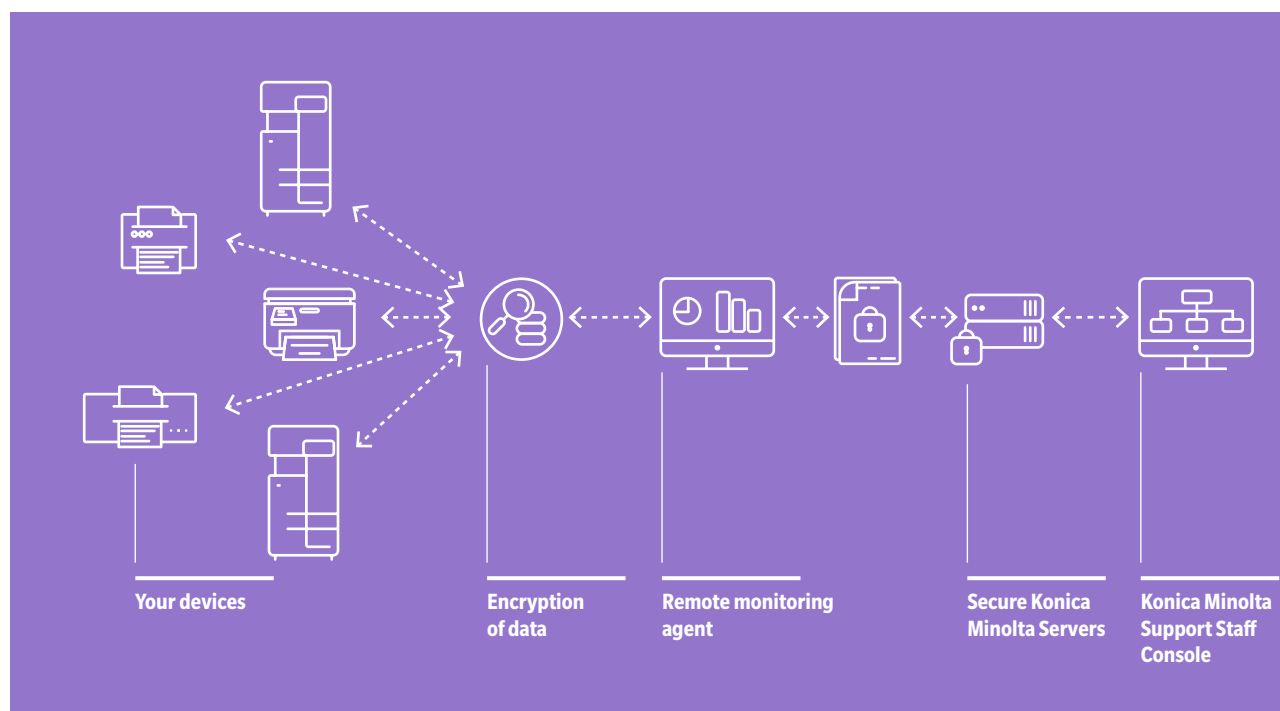 Your devices
Encryption
of data
Remote monitoring
agent
Secure Konica
Minolta Servers
Konica Minolta
Support Staff
Console